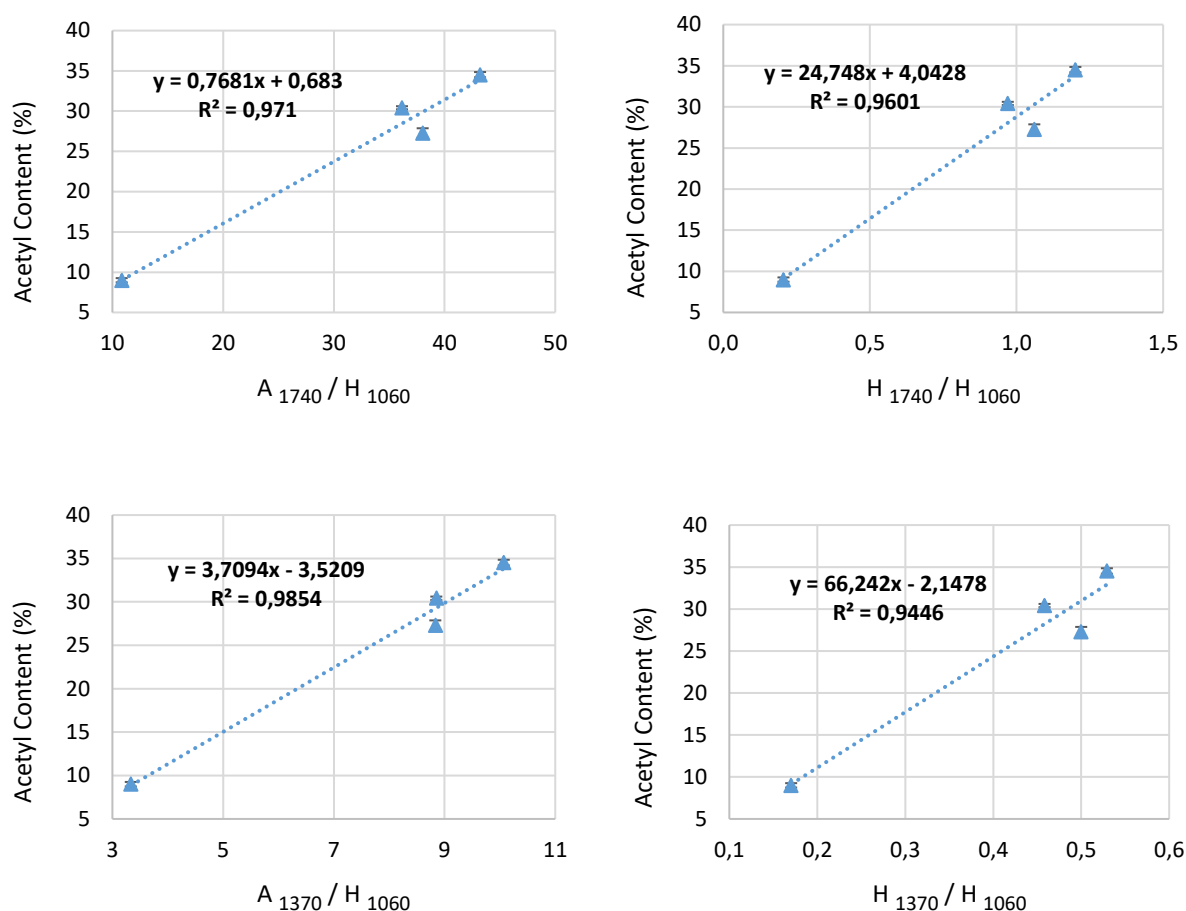 40
35
30
25
20
15
10
5
Acetyl Content (%)
y = 0,7681x + 0,683
R² = 0,971
10 20 30 40 50
A 1740 / H 1060
40
35
30
25
20
15
10
5
Acetyl Content (%)
y = 24,748x + 4,0428
R² = 0,9601
0,0 0,5 1,0 1,5
H 1740 / H 1060
40
35
30
25
20
15
10
5
Acetyl Content (%)
y = 3,7094x - 3,5209
R² = 0,9854
3 5 7 9 11
A 1370 / H 1060
40
35
30
25
20
15
10
5
Acetyl Content (%)
y = 66,242x - 2,1478
R² = 0,9446
0,1 0,2 0,3 0,4 0,5 0,6
H 1370 / H 1060